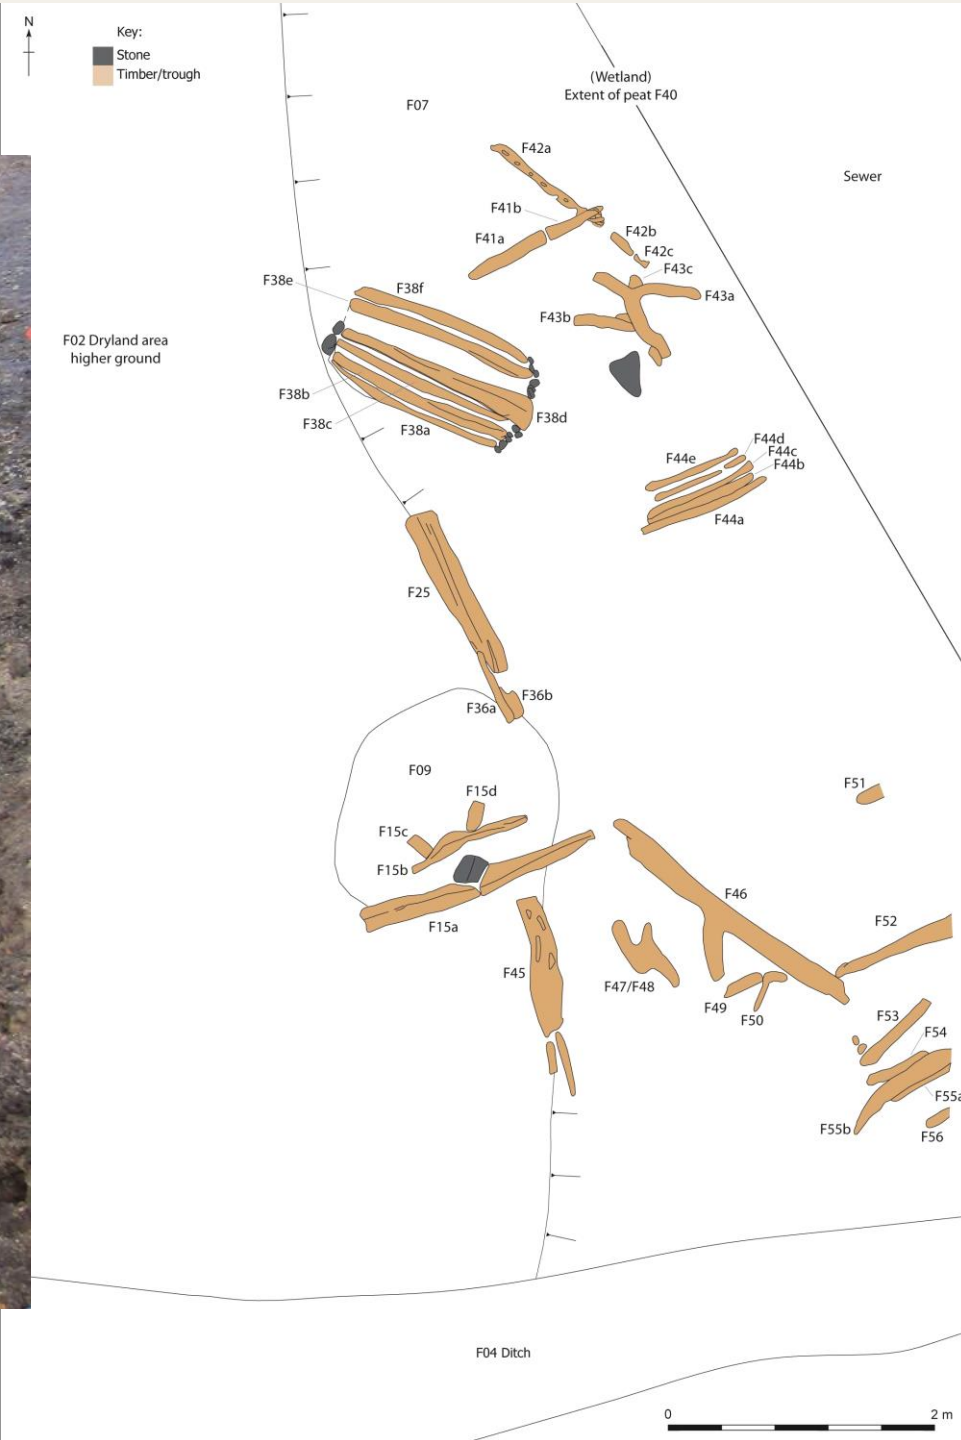 N
Key:
Stone
Timber/trough
(Wetland)
Extent of peat F40
F07
Sewer
F42a
F41b
F41a
F42b
F42c
F43c
F43a
F43b
F38e
F38f
F02 Dryland area
higher ground
F38b
F38c
F38a
F38d
F44d
F44c
F44b
F44e
F44a
F25
F36b
F36a
F09
F15d
F15c
F15b
F15a
F51
F46
F52
F45
F47/F48
F49
F50
F53
F54
F55a
F55b
F56
F04 Ditch
0
2 m